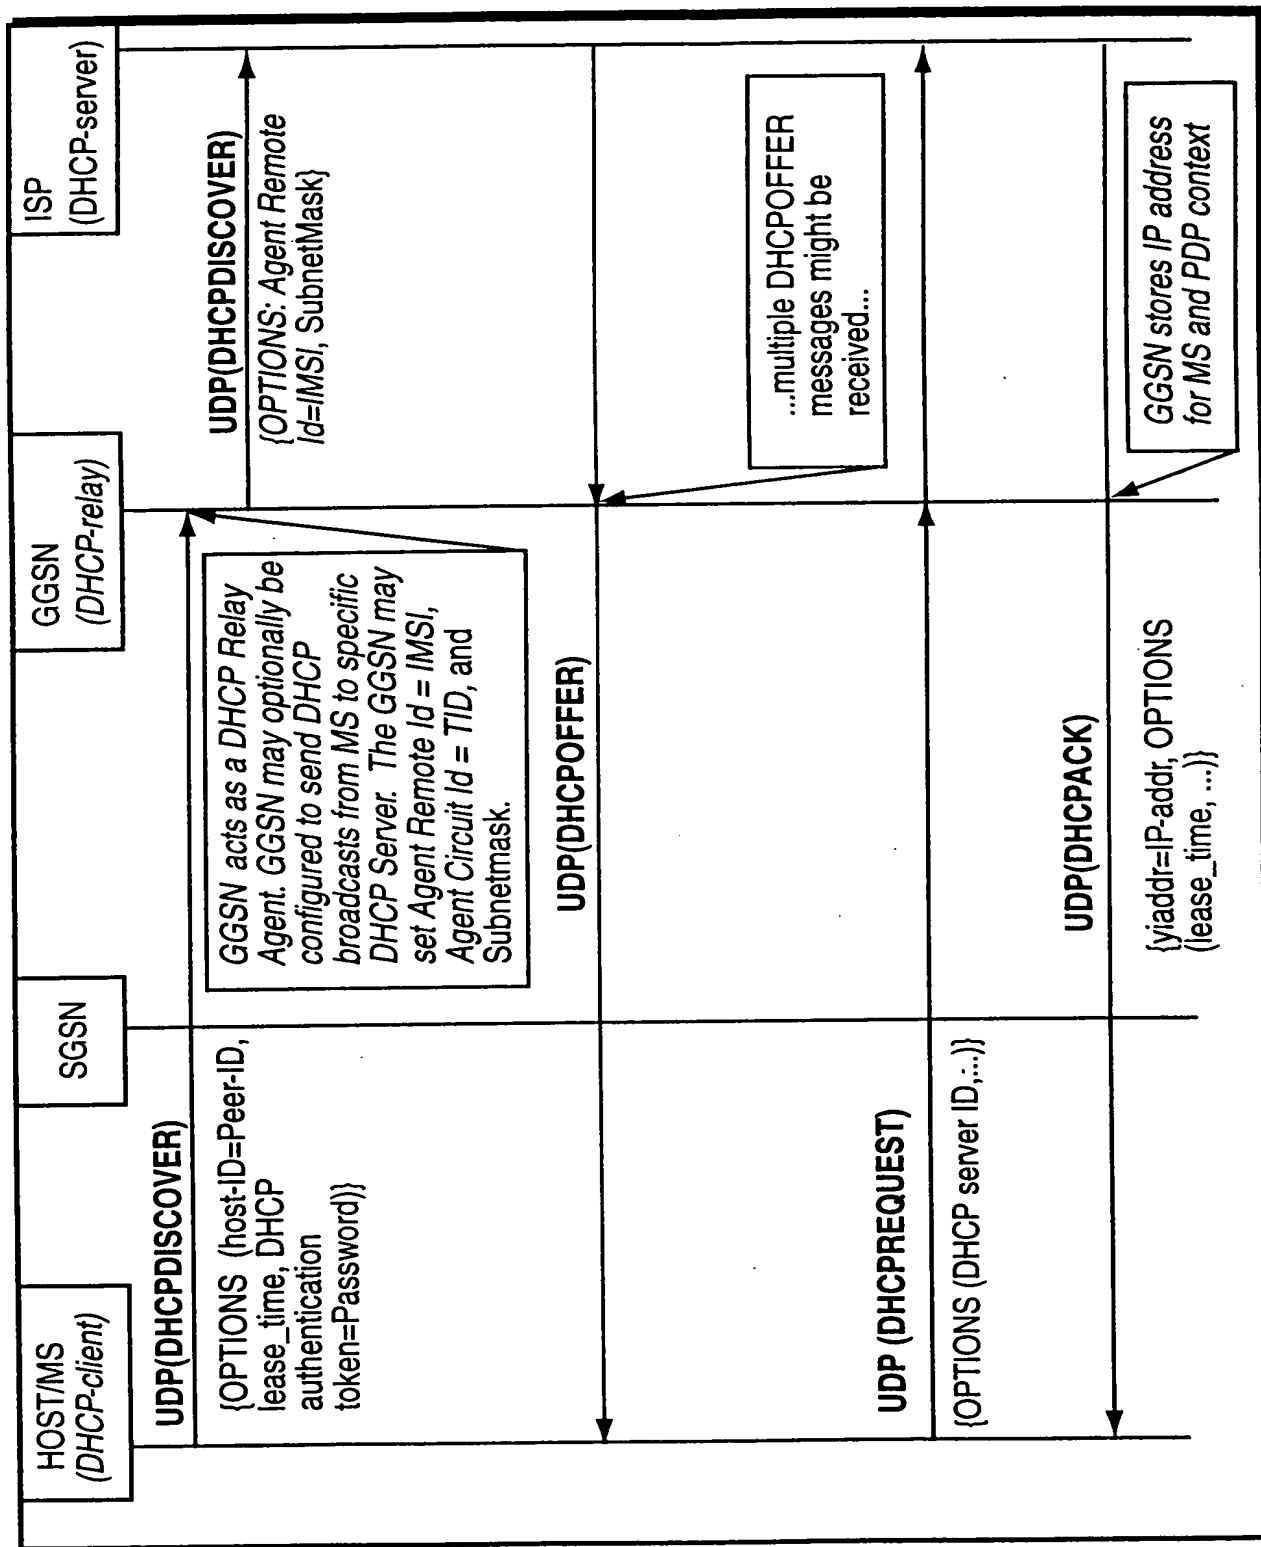 HOST/MS
(DHCP-client)
SGSN
GGSN
(DHCP-relay)
ISP
(DHCP-server)
UDP(DHCPDISCOVER)
{OPTIONS (host-ID=Peer-ID,
lease_time, DHCP
authentication
token=Password)}
GGSN acts as a DHCP Relay
Agent. GGSN may optionally be
configured to send DHCP
broadcasts from MS to specific
DHCP Server. The GGSN may
set Agent Remote Id = IMSI,
Agent Circuit Id = TID, and
Subnetmask.
UDP(DHCPDISCOVER)
{OPTIONS: Agent Remote
Id=IMSI, SubnetMask}
UDP(DHCPOFFER)
...multiple DHCPOFFER
messages might be
received...
UDP (DHCPREQUEST)
{OPTIONS (DHCP server ID,...)}
UDP(DHCPACK)
{yiaddr=IP-addr, OPTIONS
(lease_time, ...)}
GGSN stores IP address
for MS and PDP context